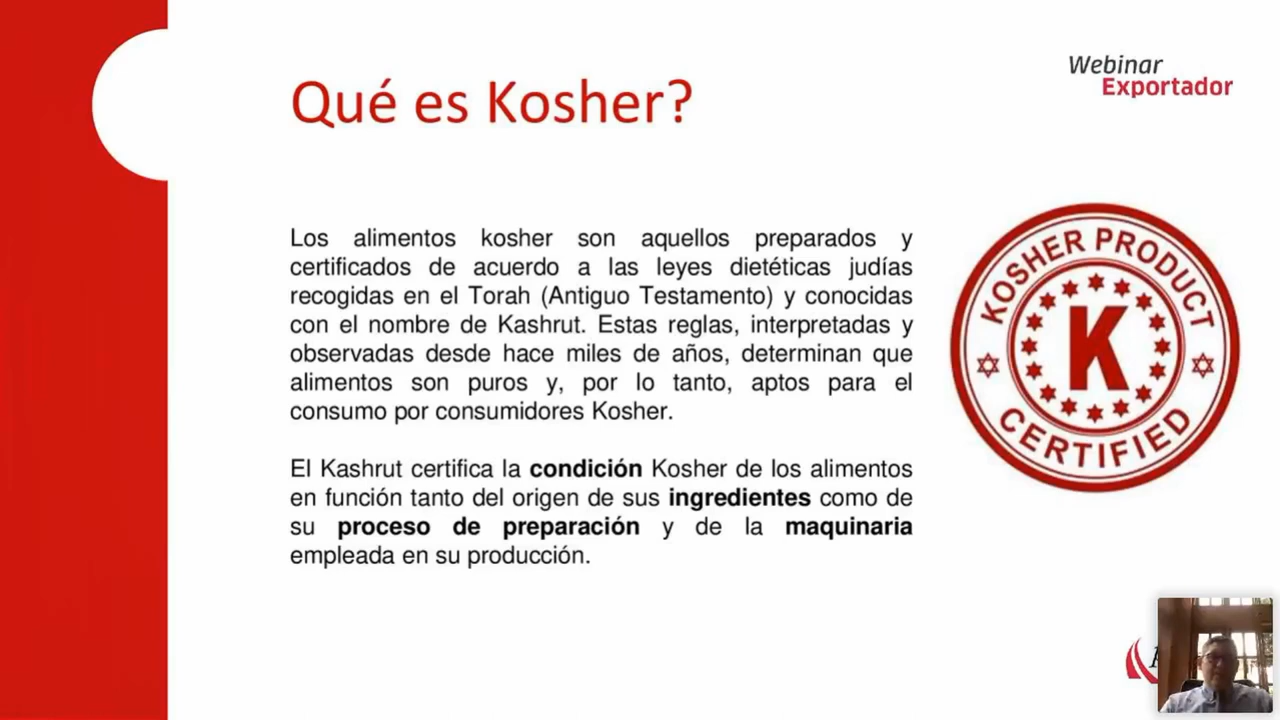 Qué es Kosher?
Webinar
Exportador
Los alimentos kosher son aquellos preparados y
certificados de acuerdo a las leyes dietéticas judías
recogidas en el Torah (Antiguo Testamento) y conocidas
con el nombre de Kashrut. Estas reglas, interpretadas y
observadas desde hace miles de años, determinan que
alimentos son puros y, por lo tanto, aptos para el
consumo por consumidores Kosher.
El Kashrut certifica la condición Kosher de los alimentos
en función tanto del origen de sus ingredientes como de
su proceso de preparación y de la maquinaria
empleada en su producción.
KOSHER PRODUCT
K
CERTIFIED